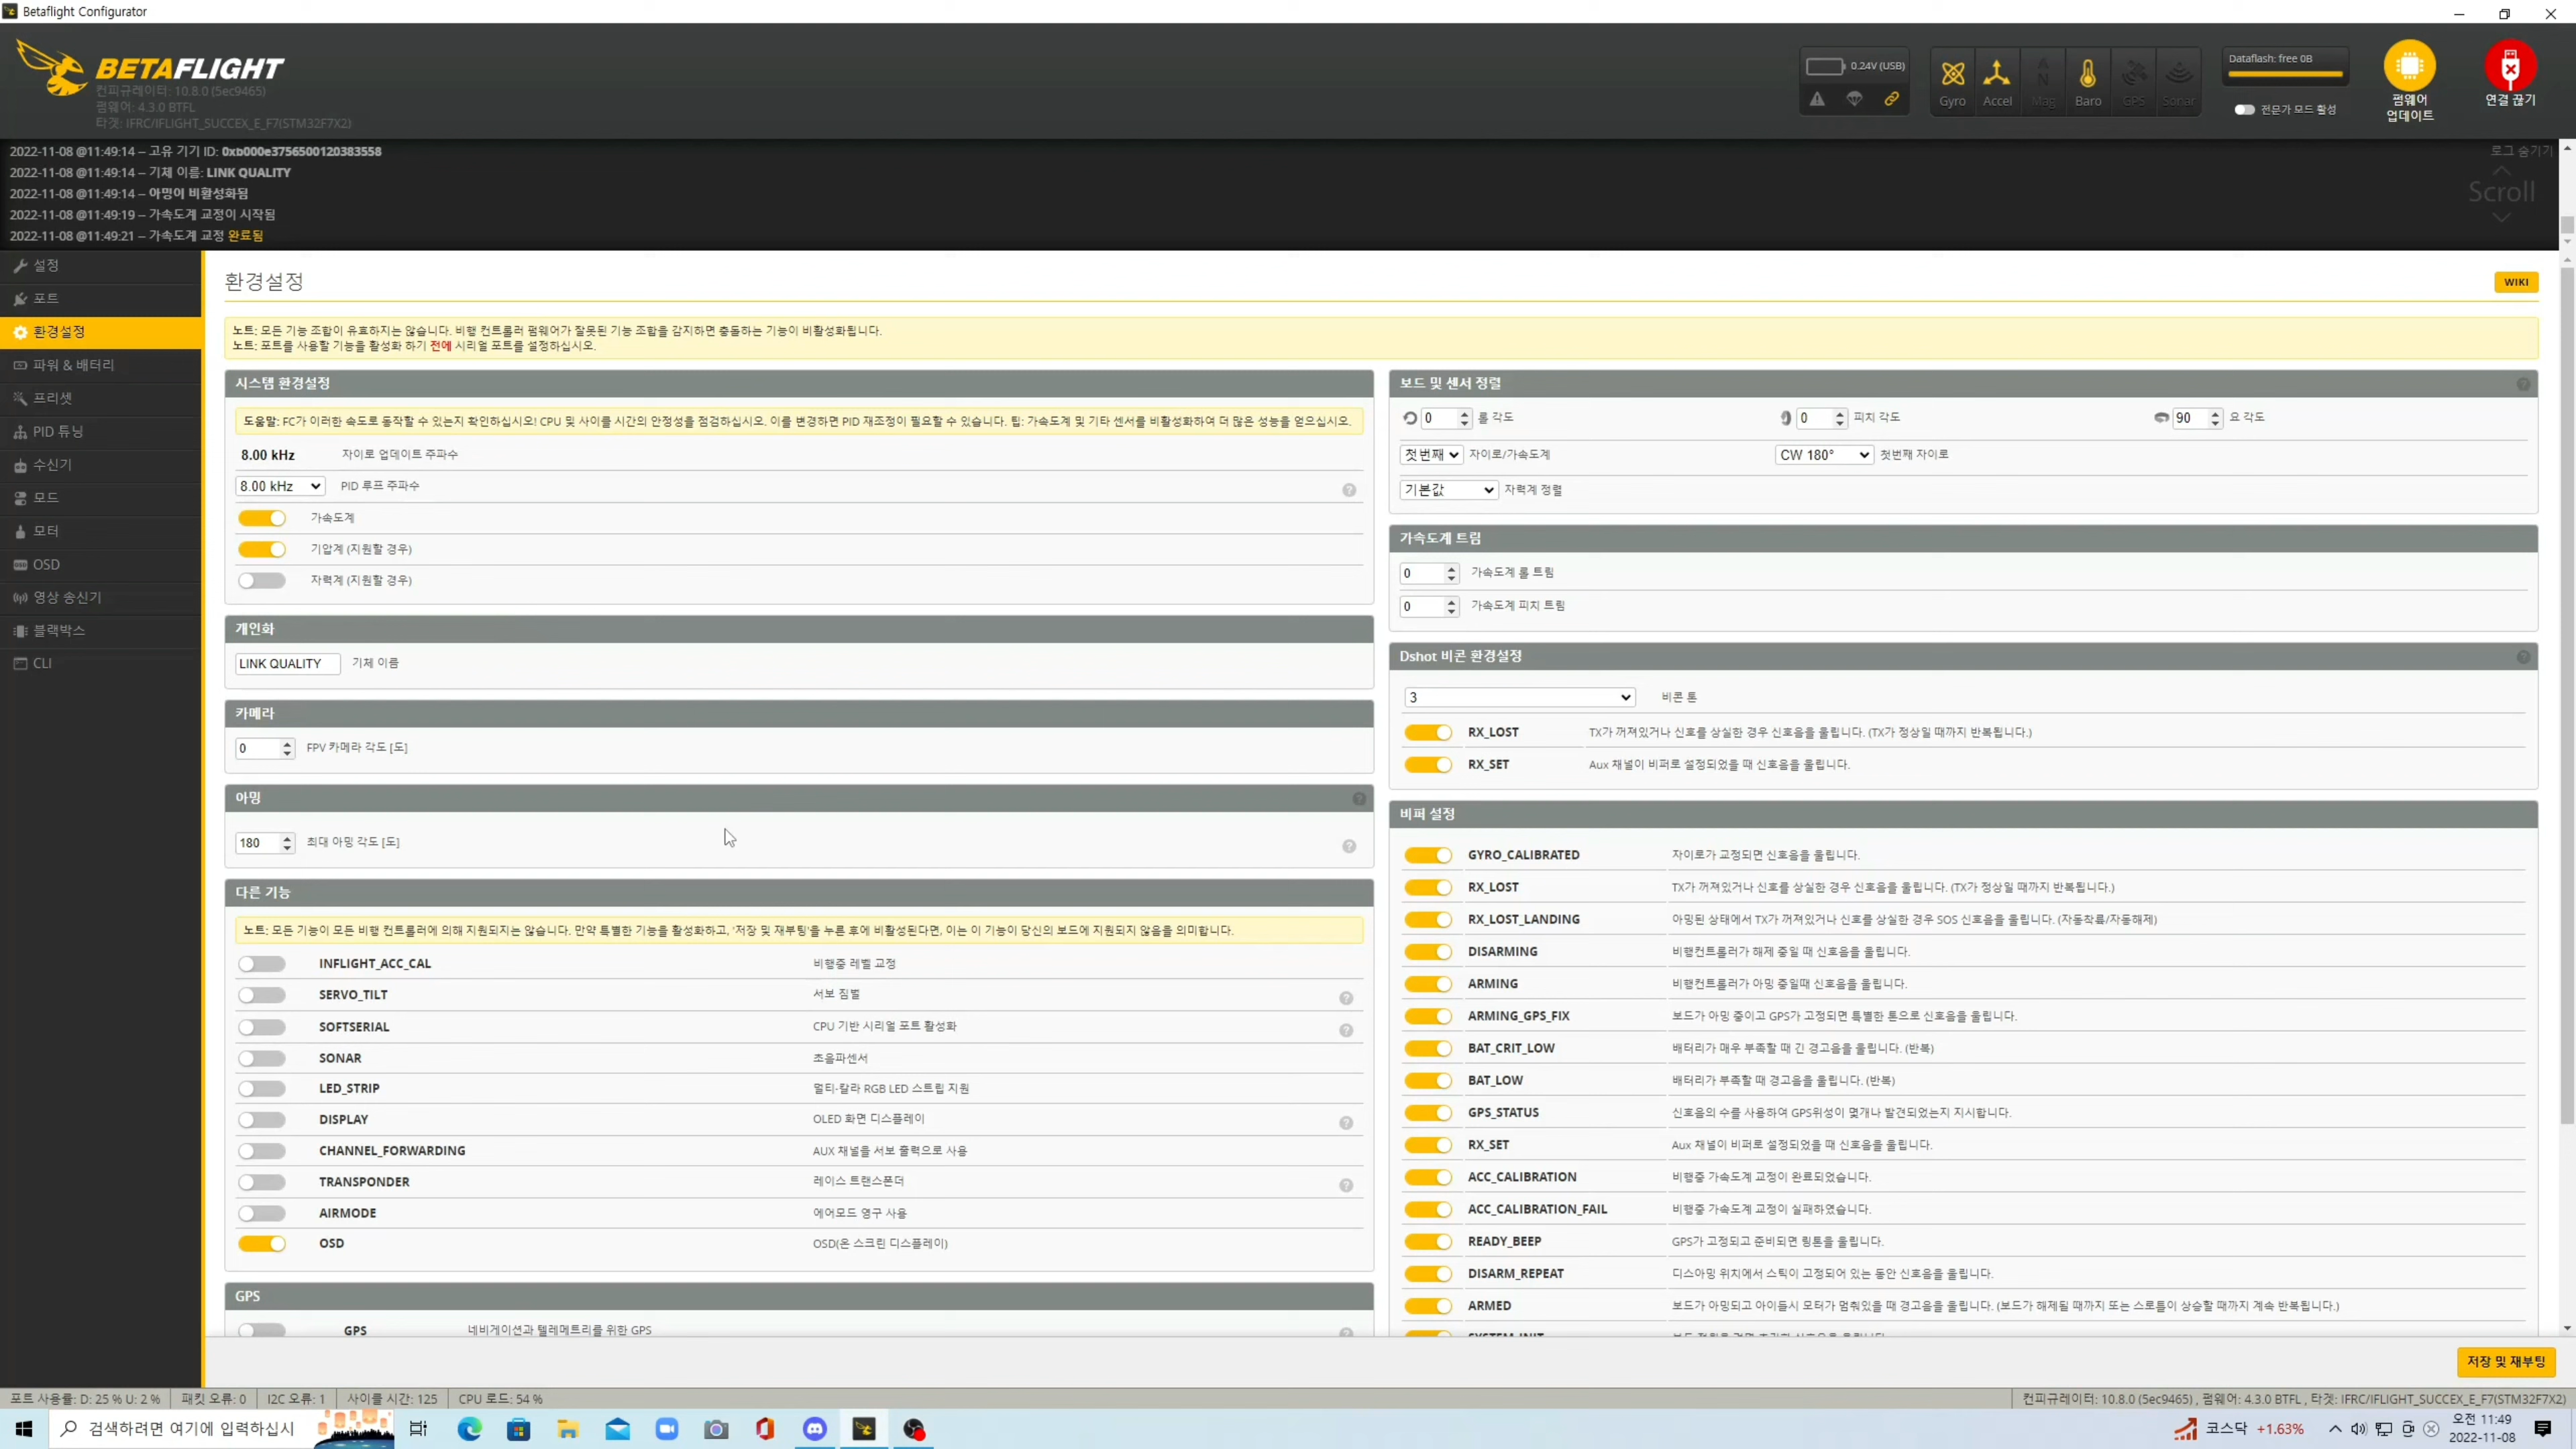 Betaflight Configurator
BETAFLIGHT
컨피규레이터: 10.8.0 (5ec9465)
펌웨어: 4.3.0 BTFL
타겟: IFRC/IFLIGHT_SUCCEX_E_F7(STM32F7X2)
0.24V (USB)
Gyro Accel Mag Baro GPS Sonar
Dataflash: free 0B
전문가 모드 활성
펌웨어
업데이트
연결 끊기
2022-11-08 @11:49:14 -- 고유 기기 ID: 0xb000e3756500120383558
2022-11-08 @11:49:14 -- 기체 이름: LINK QUALITY
2022-11-08 @11:49:14 -- 아밍이 비활성화됨
2022-11-08 @11:49:19 -- 가속도계 교정이 시작됨
2022-11-08 @11:49:21 -- 가속도계 교정 완료됨
로그 숨기기
Scroll
설정
포트
환경설정
파워 & 배터리
프리셋
PID 튜닝
수신기
모드
모터
OSD
영상 송신기
블랙박스
CLI
환경설정
WIKI
노트: 모든 기능 조합이 유효하지는 않습니다. 비행 컨트롤러 펌웨어가 잘못된 기능 조합을 감지하면 충돌하는 기능이 비활성화됩니다.
노트: 포트를 사용할 기능을 활성화 하기 전에 시리얼 포트를 설정하십시오.
시스템 환경설정
도움말: FC가 이러한 속도로 동작할 수 있는지 확인하십시오! CPU 및 사이클 시간의 안정성을 점검하십시오. 이를 변경하면 PID 재조정이 필요할 수 있습니다. 팁: 가속도계 및 기타 센서를 비활성화하여 더 많은 성능을 얻으십시오.
8.00 kHz 자이로 업데이트 주파수
8.00 kHz PID 루프 주파수
가속도계
기압계 (지원할 경우)
자력계 (지원할 경우)
개인화
LINK QUALITY 기체 이름
카메라
0 FPV 카메라 각도 [도]
아밍
180 최대 아밍 각도 [도]
다른 기능
노트: 모든 기능이 모든 비행 컨트롤러에 의해 지원되지는 않습니다. 만약 특별한 기능을 활성화하고, '저장 및 재부팅'을 누른 후에 비활성된다면, 이는 이 기능이 당신의 보드에 지원되지 않음을 의미합니다.
INFLIGHT_ACC_CAL 비행중 레벨 교정
SERVO_TILT 서보 짐벌
SOFTSERIAL CPU 기반 시리얼 포트 활성화
SONAR 초음파센서
LED_STRIP 멀티-칼라 RGB LED 스트립 지원
DISPLAY OLED 화면 디스플레이
CHANNEL_FORWARDING AUX 채널을 서보 출력으로 사용
TRANSPONDER 레이스 트랜스폰더
AIRMODE 에어모드 영구 사용
OSD OSD(온 스크린 디스플레이)
GPS
GPS 네비게이션과 텔레메트리를 위한 GPS
보드 및 센서 정렬
0 롤 각도 0 피치 각도 90 요 각도
첫번째 자이로/가속도계 CW 180° 첫번째 자이로
기본값 자력계 정렬
가속도계 트림
0 가속도계 롤 트림
0 가속도계 피치 트림
Dshot 비콘 환경설정
3 비콘 톤
RX_LOST TX가 꺼져있거나 신호를 상실한 경우 신호음을 울립니다. (TX가 정상일 때까지 반복됩니다.)
RX_SET Aux 채널이 비퍼로 설정되었을 때 신호음을 울립니다.
비퍼 설정
GYRO_CALIBRATED 자이로가 교정되면 신호음을 울립니다.
RX_LOST TX가 꺼져있거나 신호를 상실한 경우 신호음을 울립니다. (TX가 정상일 때까지 반복됩니다.)
RX_LOST_LANDING 아밍된 상태에서 TX가 꺼져있거나 신호를 상실한 경우 SOS 신호음을 울립니다. (자동착륙/자동해제)
DISARMING 비행컨트롤러가 해제 중일 때 신호음을 울립니다.
ARMING 비행컨트롤러가 아밍 중일때 신호음을 울립니다.
ARMING_GPS_FIX 보드가 아밍 중이고 GPS가 고정되면 특별한 톤으로 신호음을 울립니다.
BAT_CRIT_LOW 배터리가 매우 부족할 때 긴 경고음을 울립니다. (반복)
BAT_LOW 배터리가 부족할 때 경고음을 울립니다. (반복)
GPS_STATUS 신호음의 수를 사용하여 GPS위성이 몇개나 발견되었는지 지시합니다.
RX_SET Aux 채널이 비퍼로 설정되었을 때 신호음을 울립니다.
ACC_CALIBRATION 비행중 가속도계 교정이 완료되었습니다.
ACC_CALIBRATION_FAIL 비행중 가속도계 교정이 실패하였습니다.
READY_BEEP GPS가 고정되고 준비되면 링톤을 울립니다.
DISARM_REPEAT 디스아밍 위치에서 스틱이 고정되어 있는 동안 신호음을 울립니다.
ARMED 보드가 아밍되고 아이들시 모터가 멈춰있을 때 경고음을 울립니다. (보드가 해제될 때까지 또는 스로틀이 상승할 때까지 계속 반복됩니다.)
저장 및 재부팅
포트 사용률: D: 25 % U: 2 % 패킷 오류: 0 I2C 오류: 1 사이클 시간: 125 CPU 로드: 54 %
컨피규레이터: 10.8.0 (5ec9465) , 펌웨어: 4.3.0 BTFL , 타겟: IFRC/IFLIGHT_SUCCEX_E_F7(STM32F7X2)
검색하려면 여기에 입력하십시
코스닥 +1.63%
오전 11:49
2022-11-08